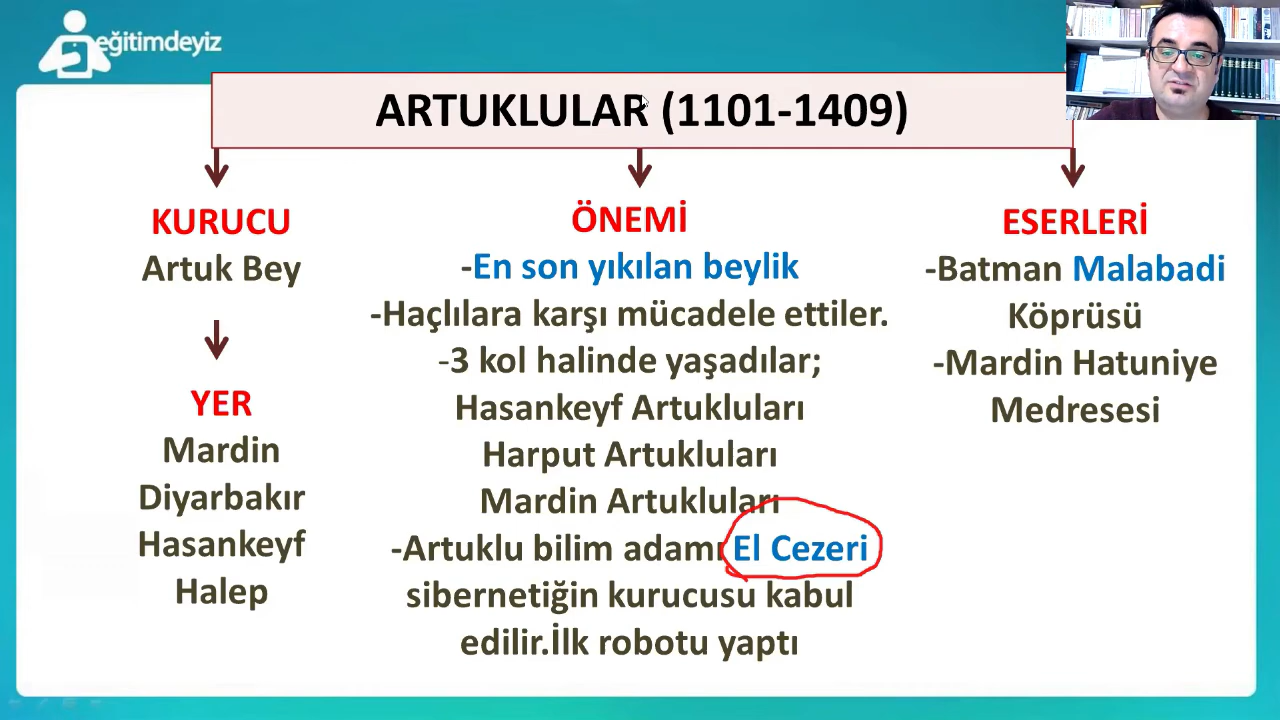 eğitimdeyiz
ARTUKLULAR (1101-1409)
KURUCU
Artuk Bey
YER
Mardin
Diyarbakır
Hasankeyf
Halep
ÖNEMİ
-En son yıkılan beylik
-Haçlılara karşı mücadele ettiler.
-3 kol halinde yaşadılar;
Hasankeyf Artukluları
Harput Artukluları
Mardin Artukluları
-Artuklu bilim adamı El Cezeri
sibernetiğin kurucusu kabul
edilir.İlk robotu yaptı
ESERLERİ
-Batman Malabadi
Köprüsü
-Mardin Hatuniye
Medresesi